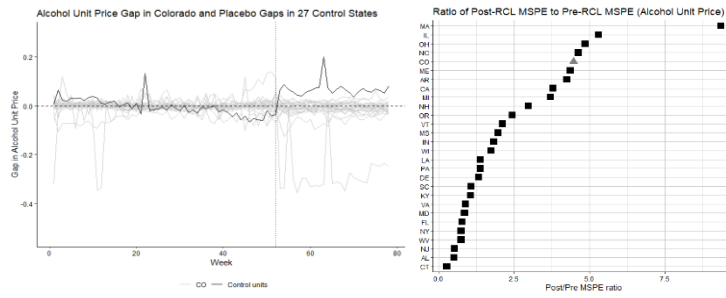 Alcohol Unit Price Gap in Colorado and Placebo Gaps in 27 Control States
Gap in Alcohol Unit Price
0.2
0.0
-0.2
-0.4
0
20
40
60
80
Week
CO
Control units
Ratio of Post-RCL MSPE to Pre-RCL MSPE (Alcohol Unit Price)
MA
IL
OH
NC
CO
ME
AR
CA
MI
NH
OR
VT
MS
IN
WI
LA
PA
DE
SC
KY
VA
MD
FL
NY
WV
NJ
AL
CT
0.0
2.5
5.0
7.5
Post/Pre MSPE ratio